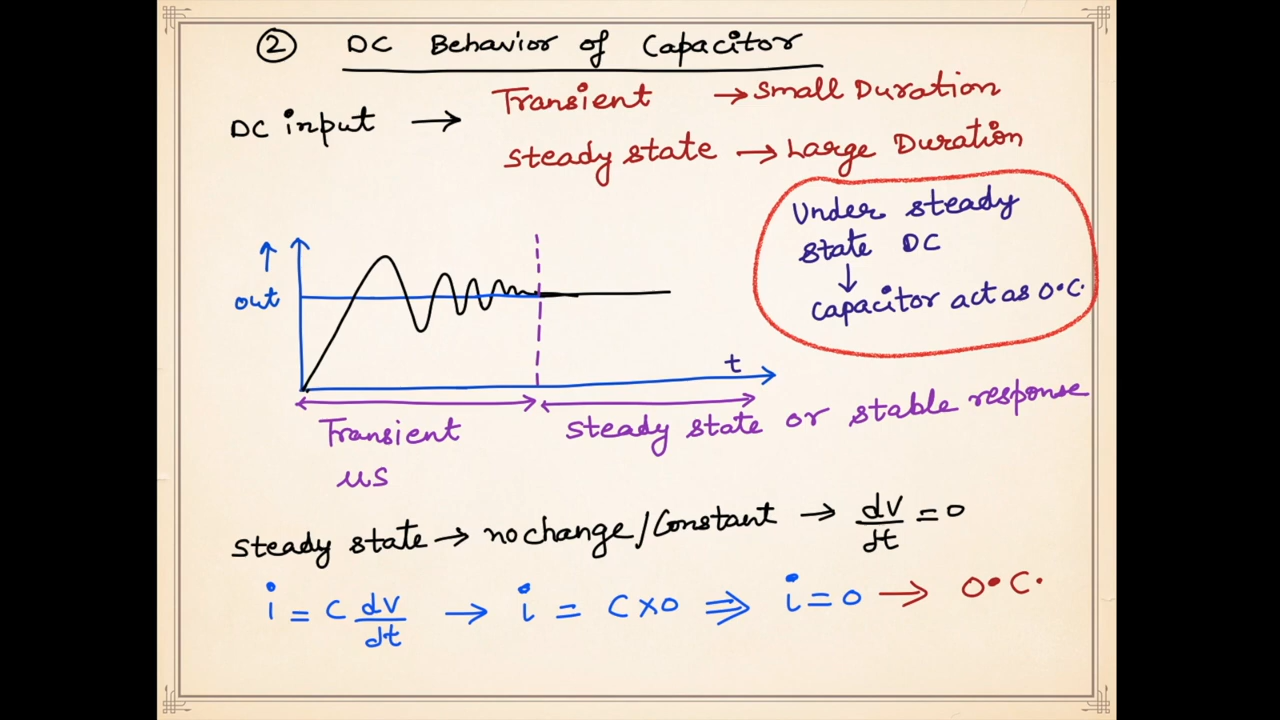 ② DC Behavior of Capacitor
DC input → Transient → Small Duration
Steady state → Large Duration
Under steady
state DC
↓
Capacitor act as O.C.
↑
out
t
Transient
μs
Steady state or stable response
Steady state → no change/Constant → dv/dt = 0
i = C dv/dt → i = C×0 ⇒ i = 0 → O.C.